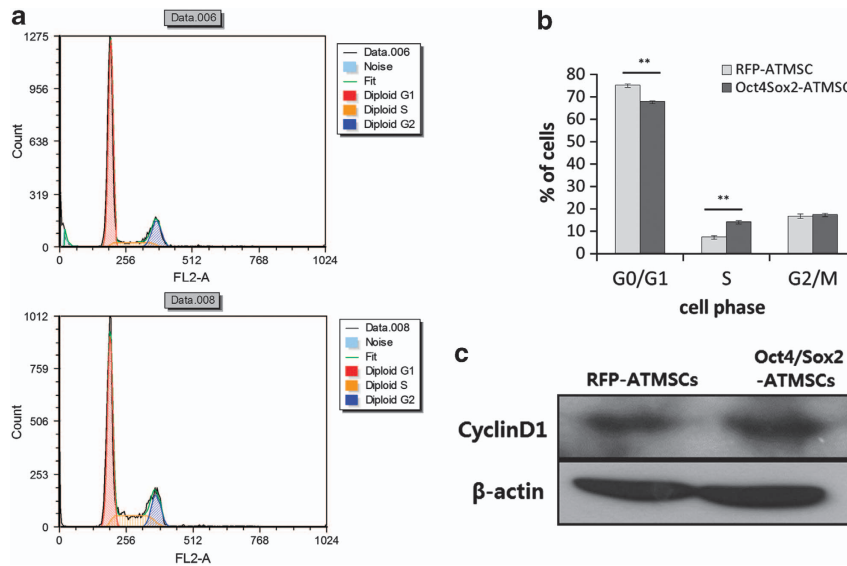 a
Data.006
1275
956
638
319
0
Count
0 256 512 768 1024
FL2-A
Data.006
Noise
Fit
Diploid G1
Diploid S
Diploid G2
Data.008
1012
759
506
253
0
Count
0 256 512 768 1024
FL2-A
Data.008
Noise
Fit
Diploid G1
Diploid S
Diploid G2
b
80
70
60
50
40
30
20
10
0
% of cells
**
**
RFP-ATMSC
Oct4Sox2-ATMSC
G0/G1 S G2/M
cell phase
c
RFP-ATMSCs
Oct4/Sox2
-ATMSCs
CyclinD1
β-actin